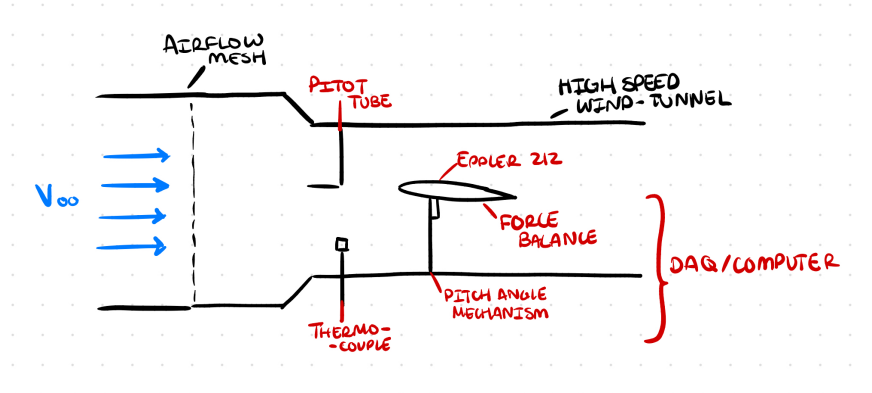 AIRFLOW
MESH
PITOT
TUBE
HIGH SPEED
WIND-TUNNEL
EPPLER 212
V∞
FORCE
BALANCE
DAQ/COMPUTER
PITCH ANGLE
MECHANISM
THERMO-
-COUPLE